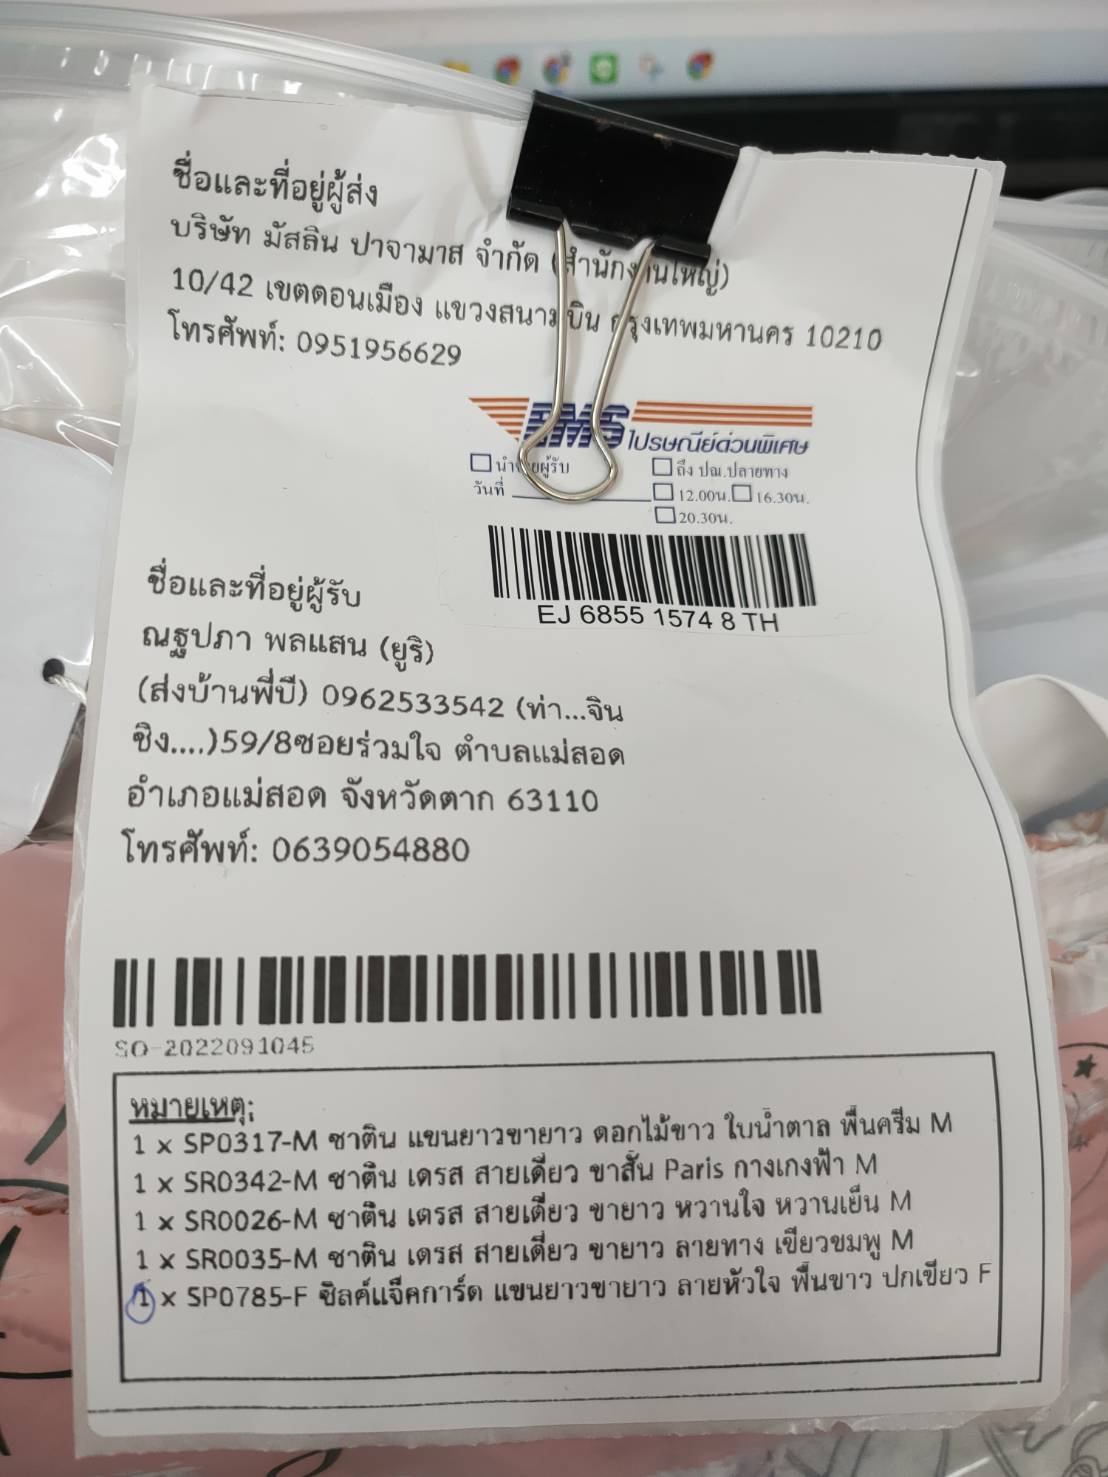 ชื่อและที่อยู่ผู้ส่ง
บริษัท มัสลิน ปาจามาส จำกัด (สำนักงานใหญ่)
10/42 เขตดอนเมือง แขวงสนามบิน กรุงเทพมหานคร 10210
โทรศัพท์: 0951956629
EMS ไปรษณีย์ด่วนพิเศษ
นำจ่ายผู้รับ
ถึง ปณ.ปลายทาง
วันที่
12.00น. 16.30น.
20.30น.
EJ 6855 1574 8 TH
ชื่อและที่อยู่ผู้รับ
ณฐปภา พลแสน (ยูริ)
(ส่งบ้านพี่บี) 0962533542 (ท่า...จิน
ชิง....)59/8ซอยร่วมใจ ตำบลแม่สอด
อำเภอแม่สอด จังหวัดตาก 63110
โทรศัพท์: 0639054880
SO-2022091045
หมายเหตุ:
1 x SP0317-M ซาติน แขนยาวขายาว ดอกไม้ขาว ใบน้ำตาล พื้นครีม M
1 x SR0342-M ซาติน เดรส สายเดี่ยว ขาสั้น Paris กางเกงฟ้า M
1 x SR0026-M ซาติน เดรส สายเดี่ยว ขายาว หวานใจ หวานเย็น M
1 x SR0035-M ซาติน เดรส สายเดี่ยว ขายาว ลายทาง เขียวชมพู M
1 x SP0785-F ซิลค์แจ็คการ์ด แขนยาวขายาว ลายหัวใจ พื้นขาว ปกเขียว F